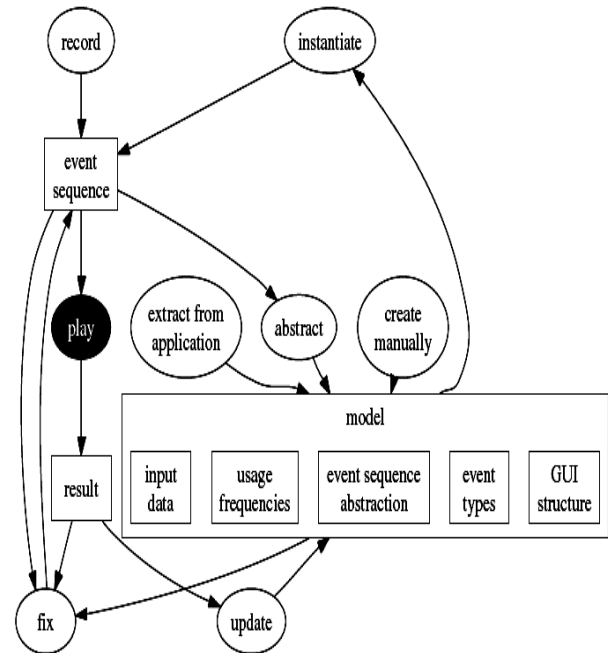 record
instantiate
event
sequence
play
extract from
application
abstract
create
manually
model
input
data
usage
frequencies
event sequence
abstraction
event
types
GUI
structure
result
fix
update